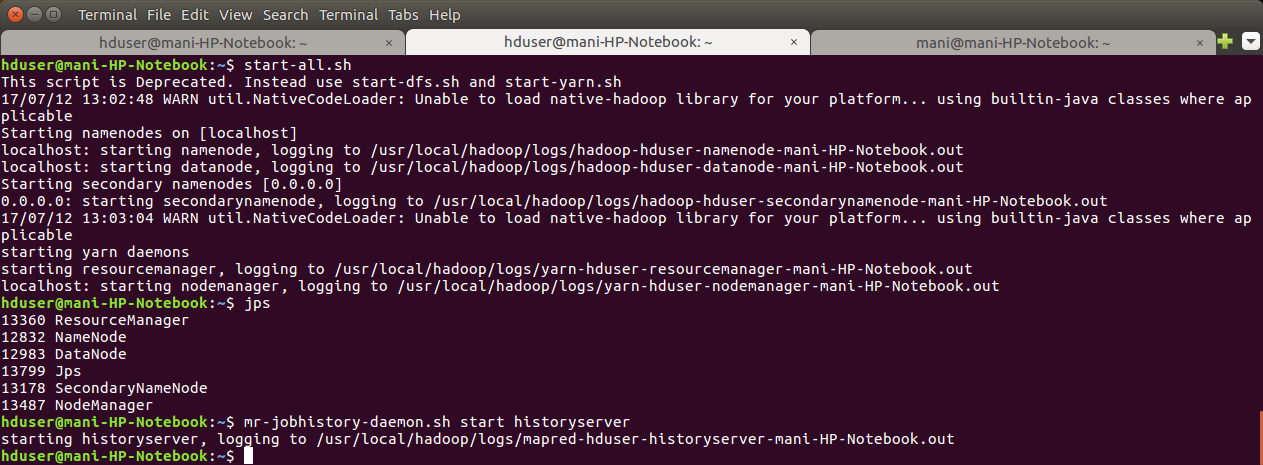 Terminal File Edit View Search Terminal Tabs Help
hduser@mani-HP-Notebook: ~ × hduser@mani-HP-Notebook: ~ × mani@mani-HP-Notebook: ~ ×
hduser@mani-HP-Notebook:~$ start-all.sh
This script is Deprecated. Instead use start-dfs.sh and start-yarn.sh
17/07/12 13:02:48 WARN util.NativeCodeLoader: Unable to load native-hadoop library for your platform... using builtin-java classes where ap
plicable
Starting namenodes on [localhost]
localhost: starting namenode, logging to /usr/local/hadoop/logs/hadoop-hduser-namenode-mani-HP-Notebook.out
localhost: starting datanode, logging to /usr/local/hadoop/logs/hadoop-hduser-datanode-mani-HP-Notebook.out
Starting secondary namenodes [0.0.0.0]
0.0.0.0: starting secondarynamenode, logging to /usr/local/hadoop/logs/hadoop-hduser-secondarynamenode-mani-HP-Notebook.out
17/07/12 13:03:04 WARN util.NativeCodeLoader: Unable to load native-hadoop library for your platform... using builtin-java classes where ap
plicable
starting yarn daemons
starting resourcemanager, logging to /usr/local/hadoop/logs/yarn-hduser-resourcemanager-mani-HP-Notebook.out
localhost: starting nodemanager, logging to /usr/local/hadoop/logs/yarn-hduser-nodemanager-mani-HP-Notebook.out
hduser@mani-HP-Notebook:~$ jps
13360 ResourceManager
12832 NameNode
12983 DataNode
13799 Jps
13178 SecondaryNameNode
13487 NodeManager
hduser@mani-HP-Notebook:~$ mr-jobhistory-daemon.sh start historyserver
starting historyserver, logging to /usr/local/hadoop/logs/mapred-hduser-historyserver-mani-HP-Notebook.out
hduser@mani-HP-Notebook:~$